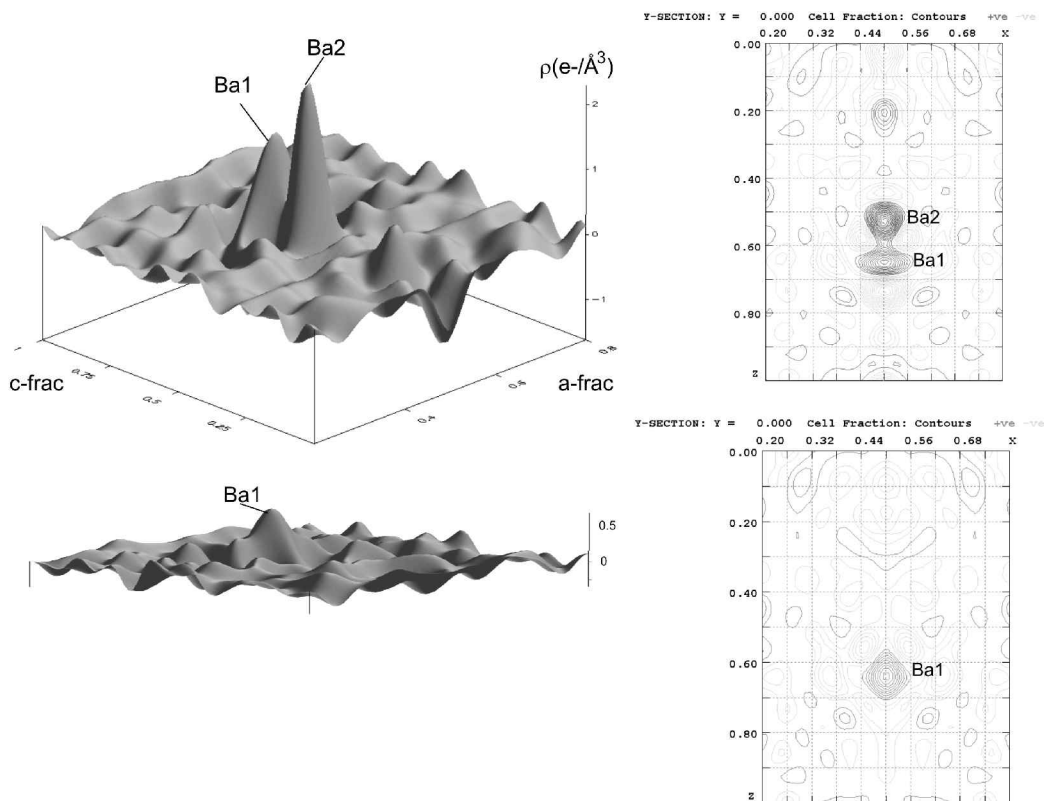 Ba2
Ba1
ρ(e-/Å³)
2
1
0
−1
1
0.75
0.5
0.25
c-frac
0.4
0.6
0.8
a-frac
Y-SECTION: Y = 0.000 Cell Fraction: Contours +ve -ve
0.20 0.32 0.44 0.56 0.68 X
0.00
0.20
0.40
Ba2
0.60
Ba1
0.80
Z
Ba1
0.5
0
Y-SECTION: Y = 0.000 Cell Fraction: Contours +ve -ve
0.20 0.32 0.44 0.56 0.68 X
0.00
0.20
0.40
0.60
Ba1
0.80
Z